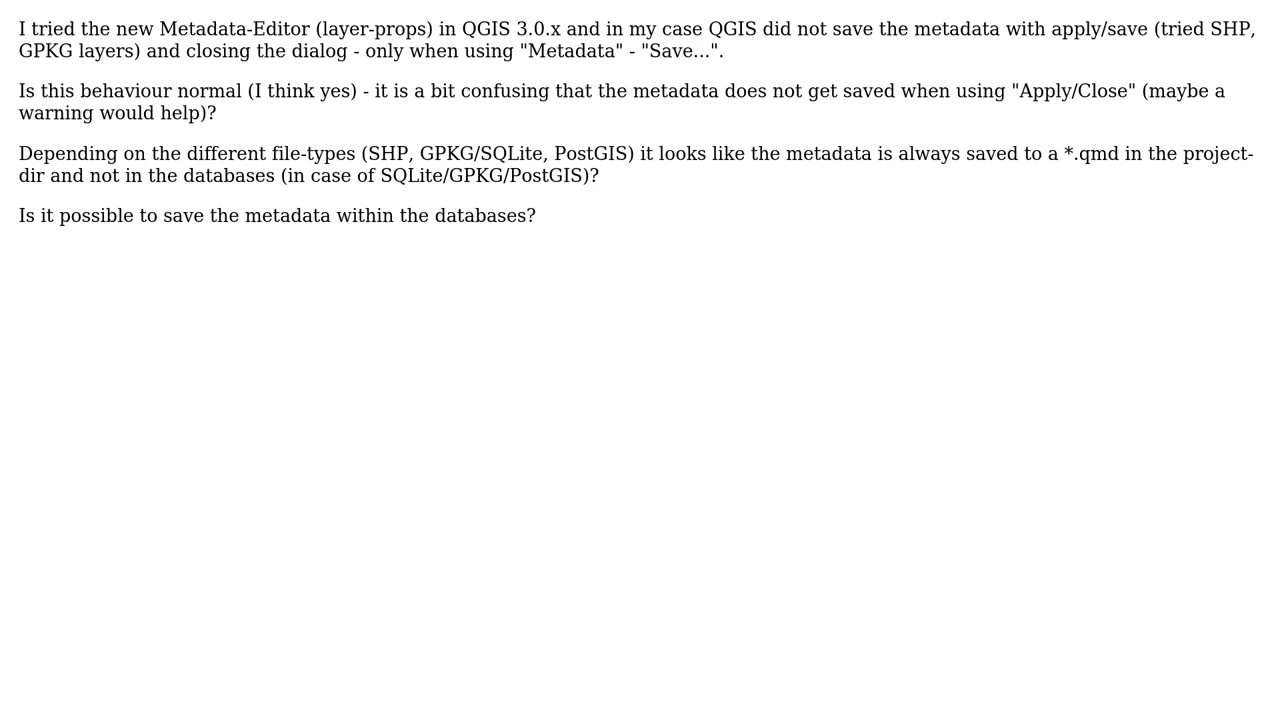 I tried the new Metadata-Editor (layer-props) in QGIS 3.0.x and in my case QGIS did not save the metadata with apply/save (tried SHP,
GPKG layers) and closing the dialog - only when using "Metadata" - "Save...".
Is this behaviour normal (I think yes) - it is a bit confusing that the metadata does not get saved when using "Apply/Close" (maybe a
warning would help)?
Depending on the different file-types (SHP, GPKG/SQLite, PostGIS) it looks like the metadata is always saved to a *.qmd in the project-
dir and not in the databases (in case of SQLite/GPKG/PostGIS)?
Is it possible to save the metadata within the databases?